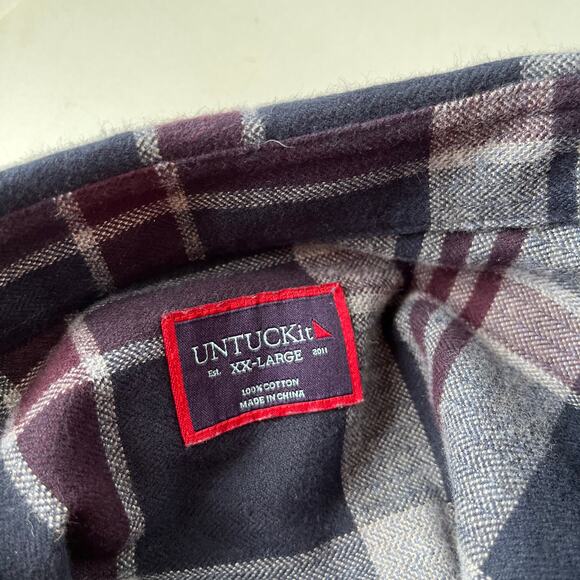 UNTUCKit
Est. XX-LARGE 2011
100% COTTON
MADE IN CHINA